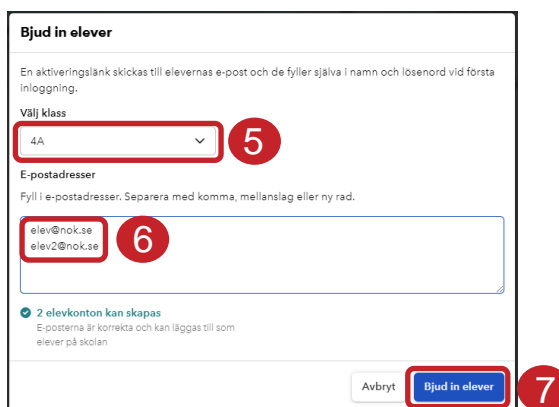 Bjud in elever
En aktiveringslänk skickas till elevernas e-post och de fyller själva i namn och lösenord vid första
inloggning.
Välj klass
4A
5
E-postadresser
Fyll i e-postadresser. Separera med komma, mellanslag eller ny rad.
elev@nok.se
elev2@nok.se
6
2 elevkonton kan skapas
E-posterna är korrekta och kan läggas till som
elever på skolan
Avbryt
Bjud in elever
7